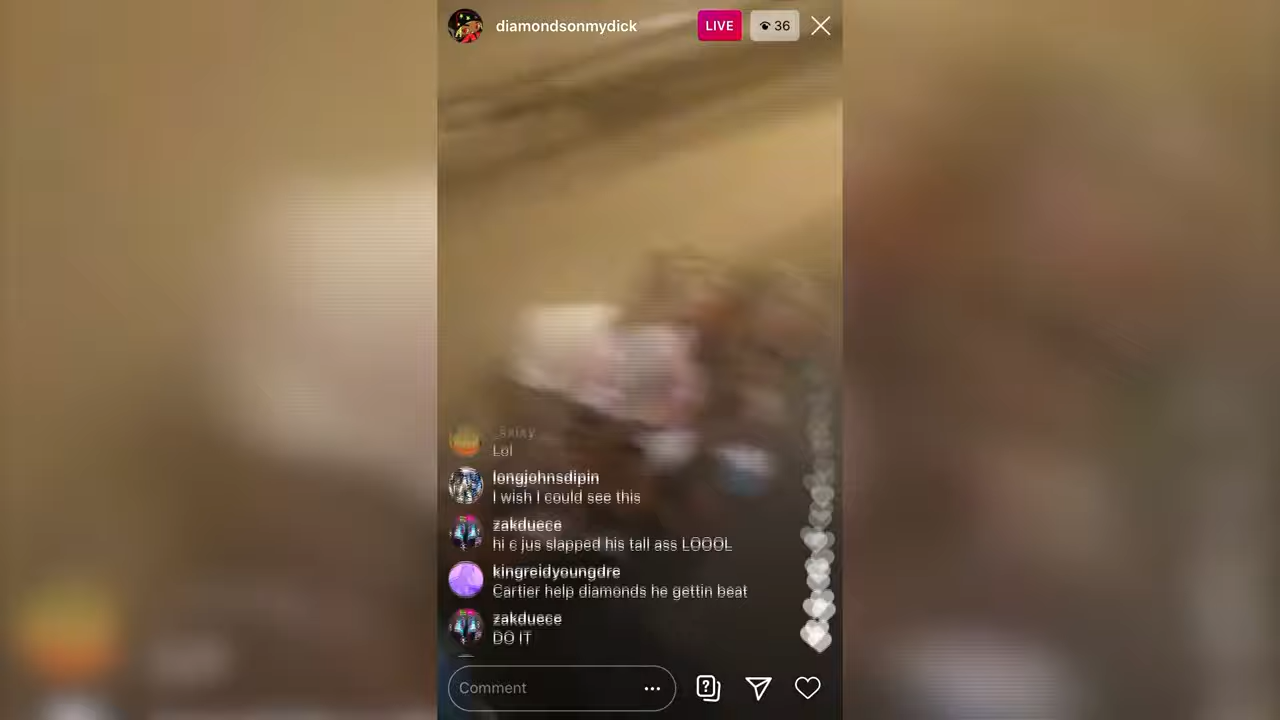 diamondsonmydick
LIVE
36
Lol
longjohnsdipin
I wish I could see this
zakduece
hi c jus slapped his tall ass LOOOL
kingreidyoungdre
Cartier help diamonds he gettin beat
zakduece
DO IT
Comment